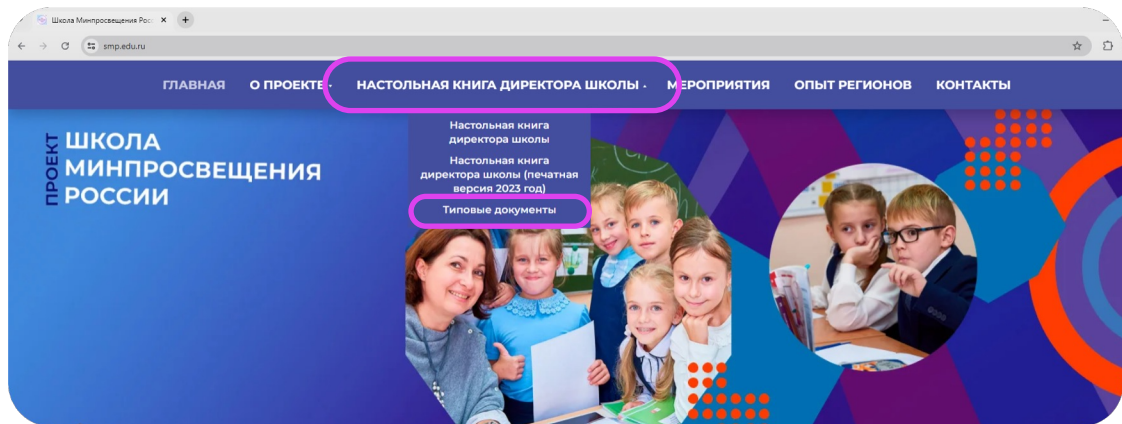 Школа Минпросвещения Рос
smp.edu.ru
ГЛАВНАЯ О ПРОЕКТЕ НАСТОЛЬНАЯ КНИГА ДИРЕКТОРА ШКОЛЫ МЕРОПРИЯТИЯ ОПЫТ РЕГИОНОВ КОНТАКТЫ
ПРОЕКТ
ШКОЛА
МИНПРОСВЕЩЕНИЯ
РОССИИ
Настольная книга
директора школы
Настольная книга
директора школы (печатная
версия 2023 год)
Типовые документы